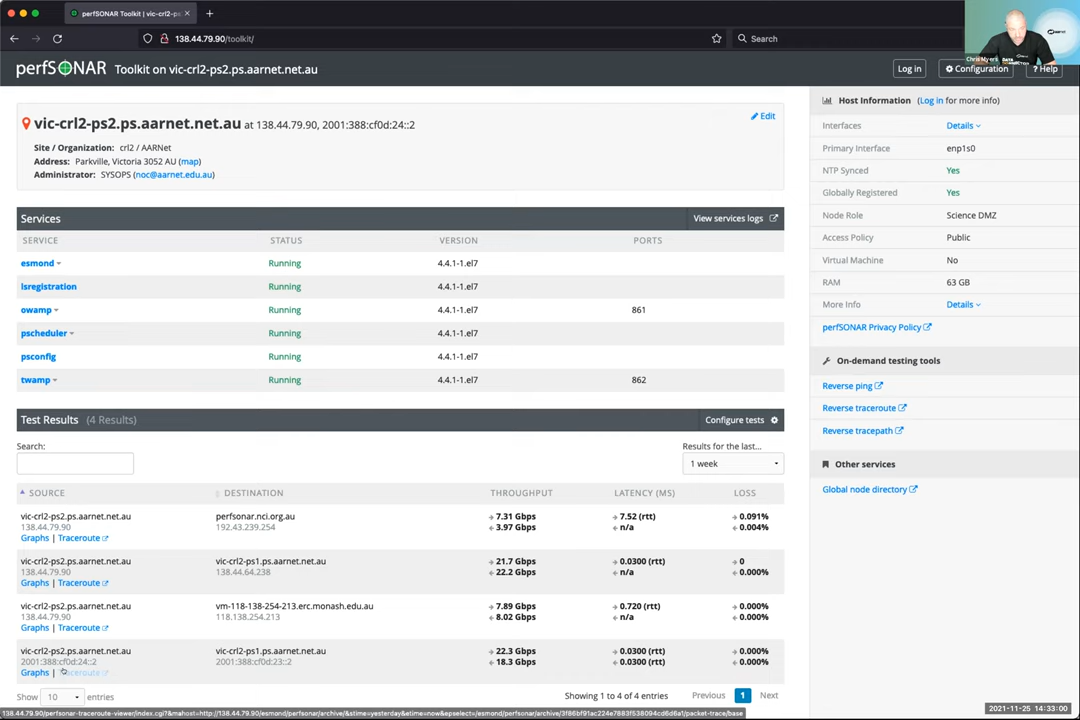 perfSONAR Toolkit | vic-crl2-ps
138.44.79.90/toolkit/
Search
Chris Myers
perfSONAR Toolkit on vic-crl2-ps2.ps.aarnet.net.au
Log in
Configuration
? Help
vic-crl2-ps2.ps.aarnet.net.au at 138.44.79.90, 2001:388:cf0d:24::2
Edit
Site / Organization: crl2 / AARNet
Address: Parkville, Victoria 3052 AU (map)
Administrator: SYSOPS (noc@aarnet.edu.au)
Services
View services logs
SERVICE STATUS VERSION PORTS
esmond Running 4.4.1-1.el7
lsregistration Running 4.4.1-1.el7
owamp Running 4.4.1-1.el7 861
pscheduler Running 4.4.1-1.el7
psconfig Running 4.4.1-1.el7
twamp Running 4.4.1-1.el7 862
Test Results (4 Results)
Configure tests
Search:
Results for the last...
1 week
SOURCE DESTINATION THROUGHPUT LATENCY (MS) LOSS
vic-crl2-ps2.ps.aarnet.net.au perfsonar.nci.org.au 7.31 Gbps 7.52 (rtt) 0.091%
138.44.79.90 192.43.239.254 3.97 Gbps n/a 0.004%
Graphs | Traceroute
vic-crl2-ps2.ps.aarnet.net.au vic-crl2-ps1.ps.aarnet.net.au 21.7 Gbps 0.0300 (rtt) 0
138.44.79.90 138.44.64.238 22.2 Gbps n/a 0.000%
Graphs | Traceroute
vic-crl2-ps2.ps.aarnet.net.au vm-118-138-254-213.erc.monash.edu.au 7.89 Gbps 0.720 (rtt) 0.000%
138.44.79.90 118.138.254.213 8.02 Gbps n/a 0.000%
Graphs | Traceroute
vic-crl2-ps2.ps.aarnet.net.au vic-crl2-ps1.ps.aarnet.net.au 22.3 Gbps 0.0300 (rtt) 0.000%
2001:388:cf0d:24::2 2001:388:cf0d:23::2 18.3 Gbps 0.0300 (rtt) 0.000%
Graphs | Traceroute
Show 10 entries
Showing 1 to 4 of 4 entries
Previous 1 Next
Host Information (Log in for more info)
Interfaces Details
Primary Interface enp1s0
NTP Synced Yes
Globally Registered Yes
Node Role Science DMZ
Access Policy Public
Virtual Machine No
RAM 63 GB
More Info Details
perfSONAR Privacy Policy
On-demand testing tools
Reverse ping
Reverse traceroute
Reverse tracepath
Other services
Global node directory
2021-11-25 14:33:00